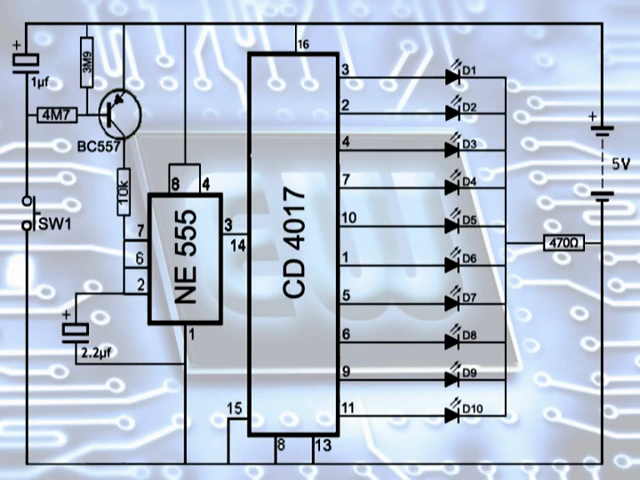 +
1µf
3M9
4M7
BC557
10k
SW1
+
2.2µf
8
4
7
6
2
3
1
NE 555
14
16
15
8
13
CD 4017
3
2
4
7
10
1
5
6
9
11
D1
D2
D3
D4
D5
D6
D7
D8
D9
D10
470Ω
+
5V